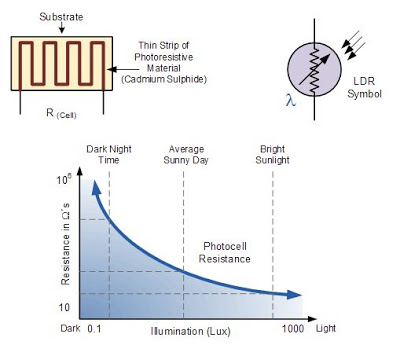 Substrate
Thin Strip of
Photoresistive
Material
(Cadmium Sulphide)
R (Cell)
λ
LDR
Symbol
Dark Night
Time
Average
Sunny Day
Bright
Sunlight
10⁶
Resistance in Ω's
Photocell
Resistance
10
Dark 0.1 Illumination (Lux) 1000 Light